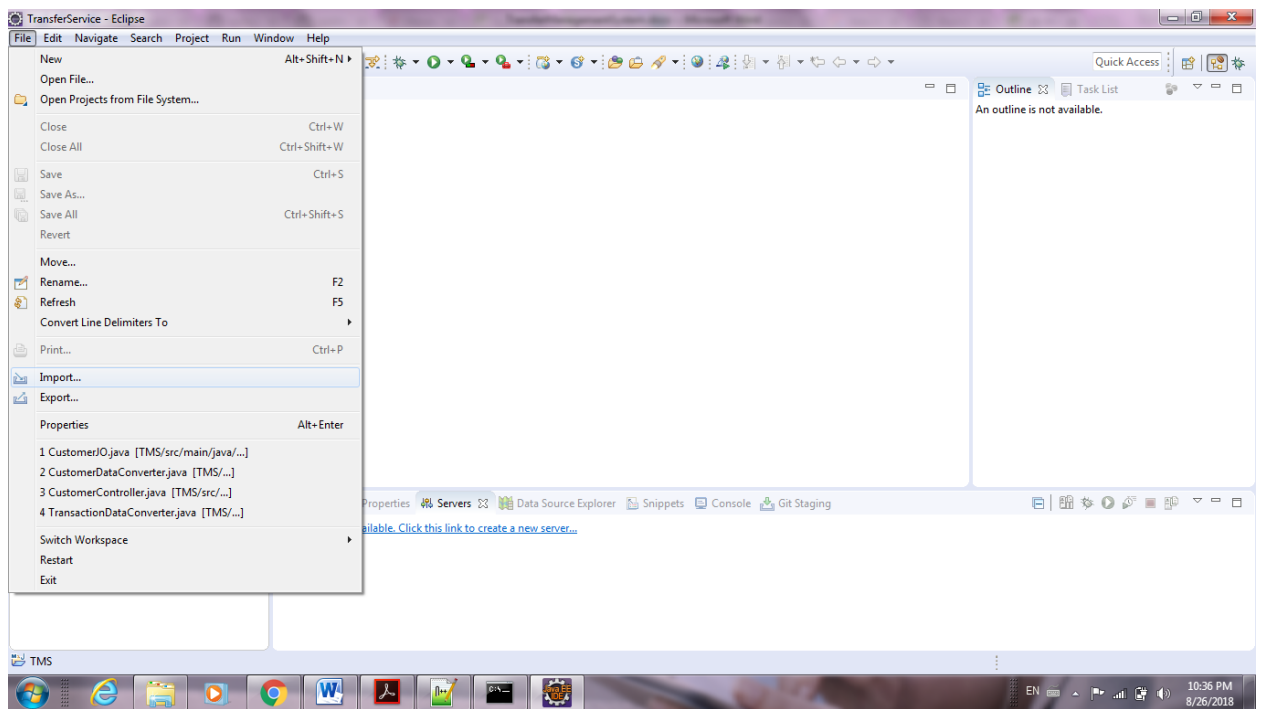 TransferService - Eclipse
File Edit Navigate Search Project Run Window Help
New Alt+Shift+N
Open File...
Open Projects from File System...
Close Ctrl+W
Close All Ctrl+Shift+W
Save Ctrl+S
Save As...
Save All Ctrl+Shift+S
Revert
Move...
Rename... F2
Refresh F5
Convert Line Delimiters To
Print... Ctrl+P
Import...
Export...
Properties Alt+Enter
1 CustomerJO.java [TMS/src/main/java/...]
2 CustomerDataConverter.java [TMS/...]
3 CustomerController.java [TMS/src/...]
4 TransactionDataConverter.java [TMS/...]
Switch Workspace
Restart
Exit
Quick Access
Outline Task List
An outline is not available.
Properties Servers Data Source Explorer Snippets Console Git Staging
ailable. Click this link to create a new server...
TMS
Java EE
IDE
EN
10:36 PM
8/26/2018